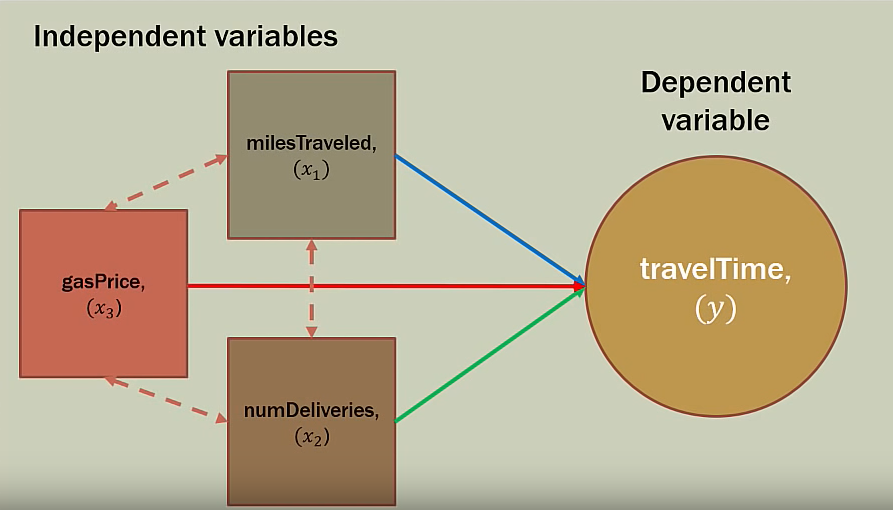 Independent variables
Dependent
variable
milesTraveled,
(x₁)
gasPrice,
(x₃)
travelTime,
(y)
numDeliveries,
(x₂)